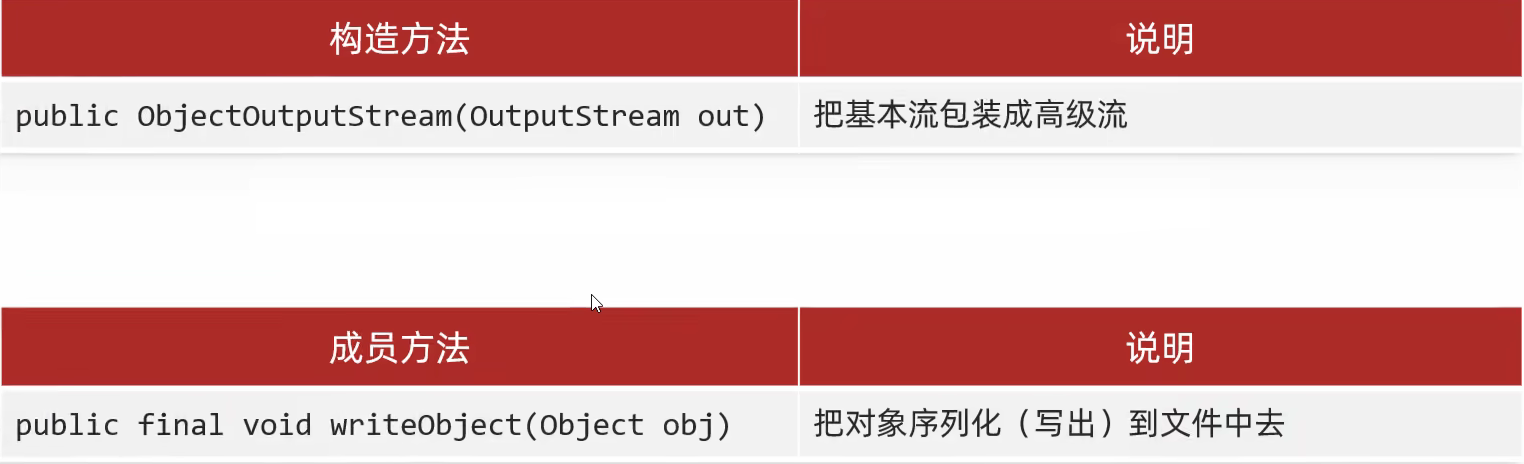 构造方法 说明
public ObjectOutputStream(OutputStream out) 把基本流包装成高级流
成员方法 说明
public final void writeObject(Object obj) 把对象序列化（写出）到文件中去